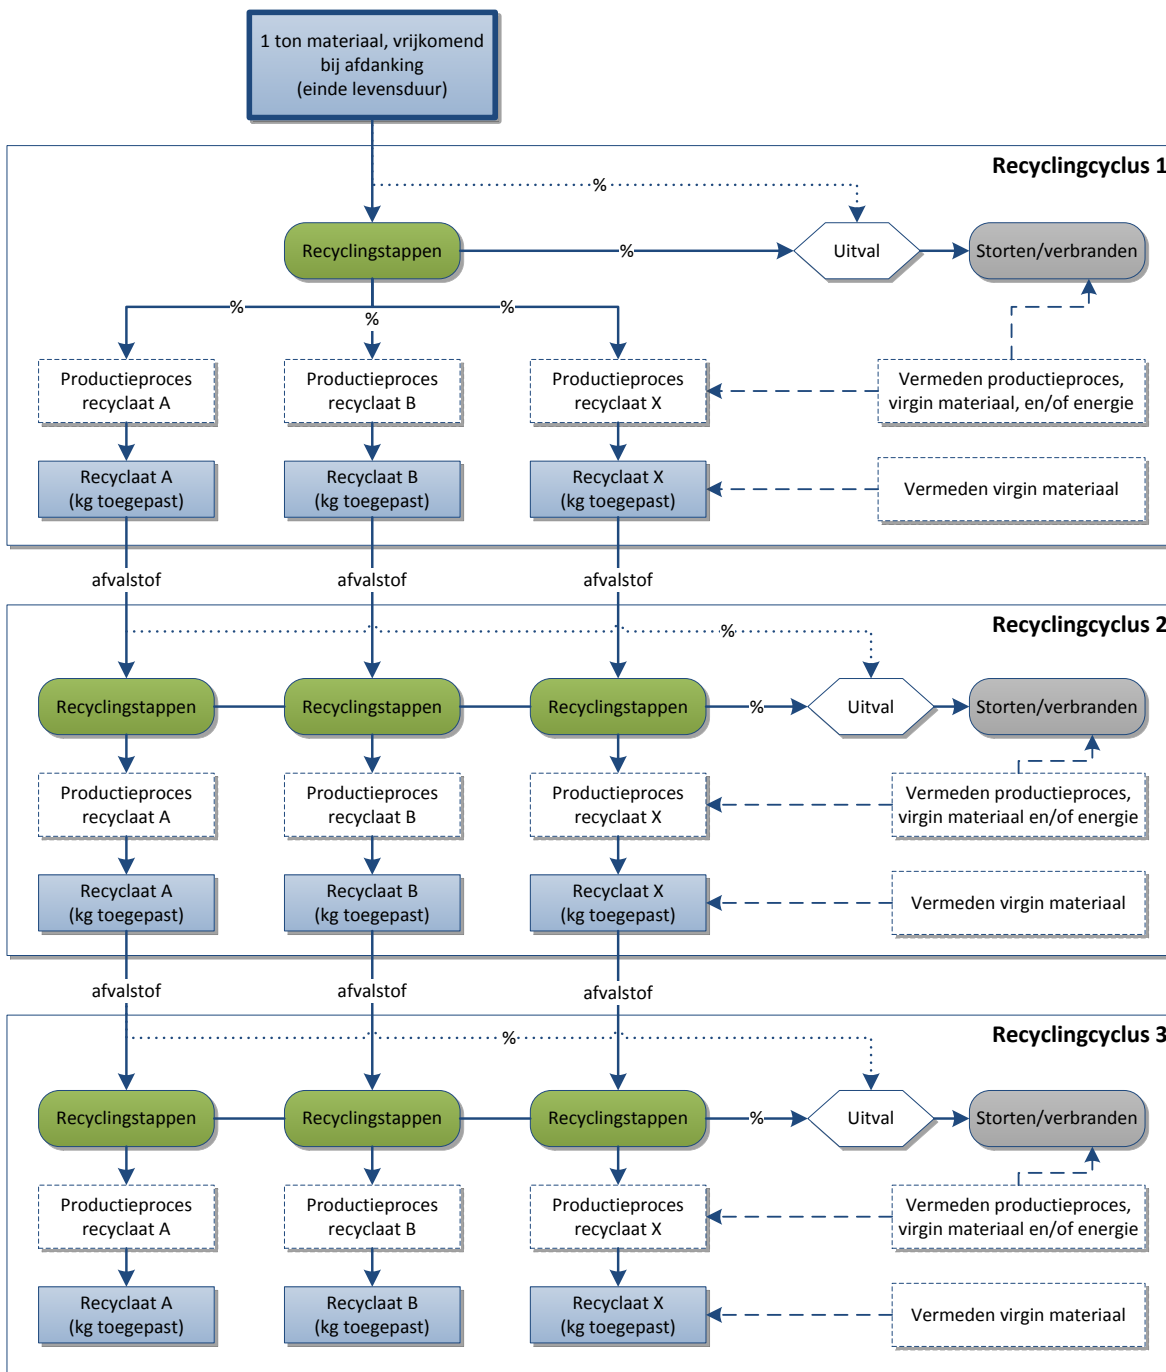 1 ton materiaal, vrijkomend
bij afdanking
(einde levensduur)
Recyclingcyclus 1
%
Recyclingstappen
%
Uitval
Storten/verbranden
%
%
%
Productieproces
recyclaat A
Productieproces
recyclaat B
Productieproces
recyclaat X
Vermeden productieproces,
virgin materiaal, en/of energie
Recyclaat A
(kg toegepast)
Recyclaat B
(kg toegepast)
Recyclaat X
(kg toegepast)
Vermeden virgin materiaal
afvalstof
afvalstof
afvalstof
Recyclingcyclus 2
%
Recyclingstappen
Recyclingstappen
Recyclingstappen
%
Uitval
Storten/verbranden
Productieproces
recyclaat A
Productieproces
recyclaat B
Productieproces
recyclaat X
Vermeden productieproces,
virgin materiaal en/of energie
Recyclaat A
(kg toegepast)
Recyclaat B
(kg toegepast)
Recyclaat X
(kg toegepast)
Vermeden virgin materiaal
afvalstof
afvalstof
afvalstof
Recyclingcyclus 3
%
Recyclingstappen
Recyclingstappen
Recyclingstappen
%
Uitval
Storten/verbranden
Productieproces
recyclaat A
Productieproces
recyclaat B
Productieproces
recyclaat X
Vermeden productieproces,
virgin materiaal en/of energie
Recyclaat A
(kg toegepast)
Recyclaat B
(kg toegepast)
Recyclaat X
(kg toegepast)
Vermeden virgin materiaal